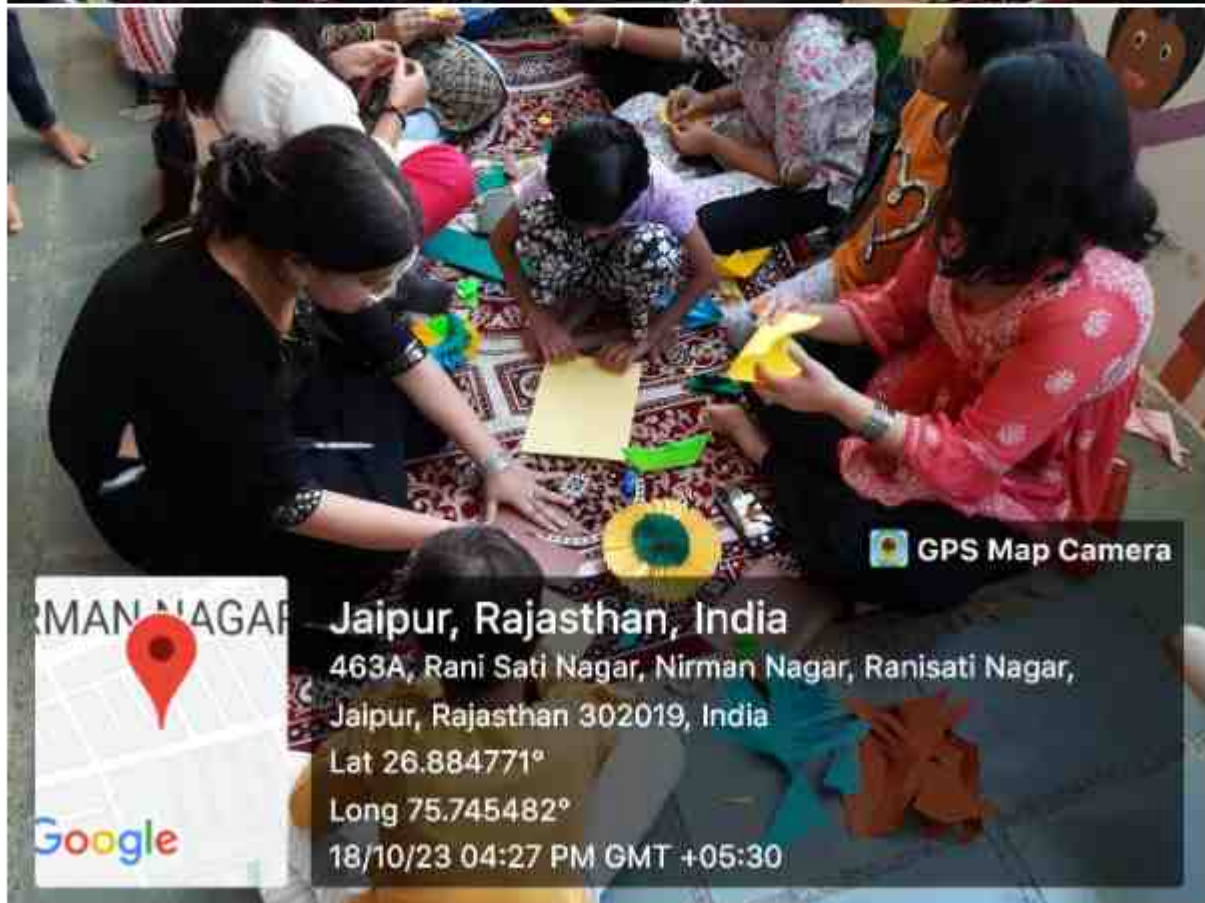 GPS Map Camera
RMAN NAGAR
Google
Jaipur, Rajasthan, India
463A, Rani Sati Nagar, Nirman Nagar, Ranisati Nagar,
Jaipur, Rajasthan 302019, India
Lat 26.884771°
Long 75.745482°
18/10/23 04:27 PM GMT +05:30